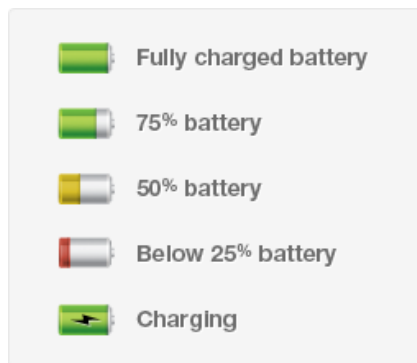 Fully charged battery
75% battery
50% battery
Below 25% battery
Charging